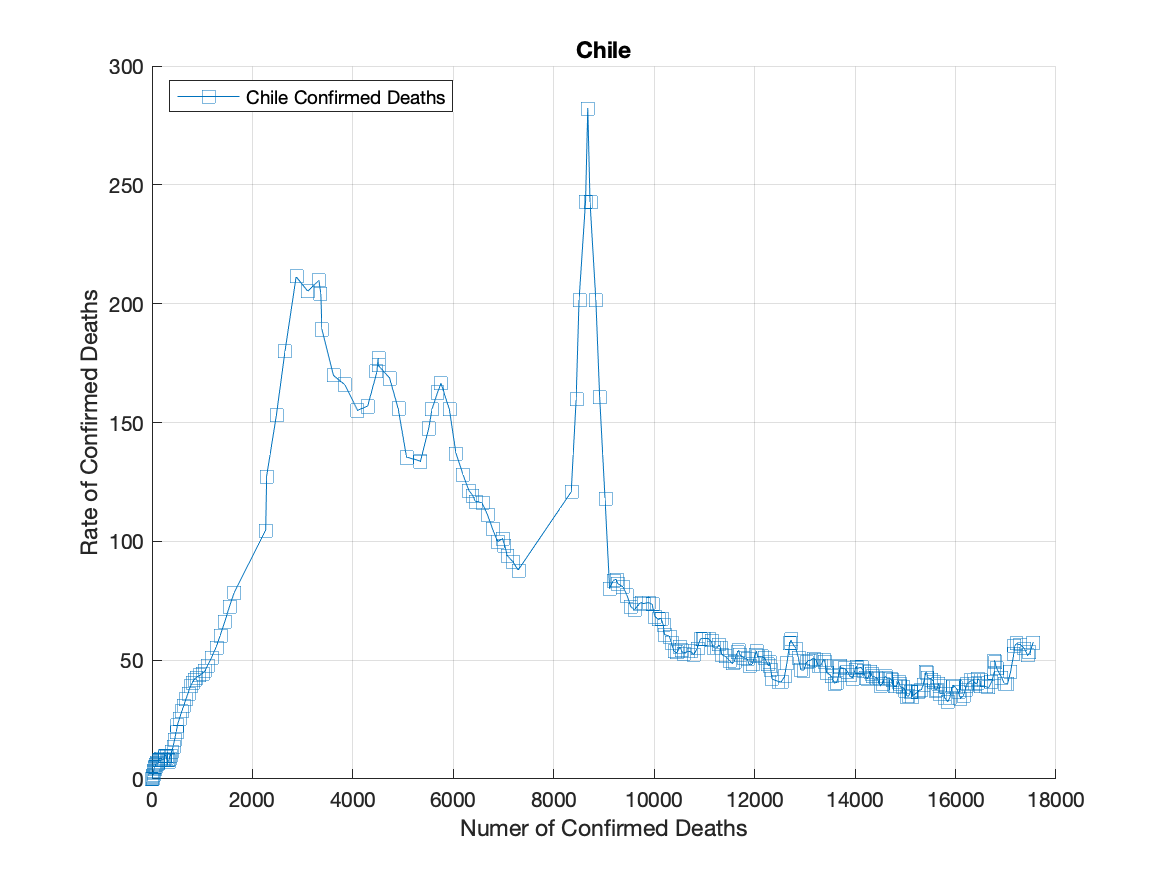 Chile
Chile Confirmed Deaths
300
250
200
150
100
50
0
Rate of Confirmed Deaths
0 2000 4000 6000 8000 10000 12000 14000 16000 18000
Numer of Confirmed Deaths